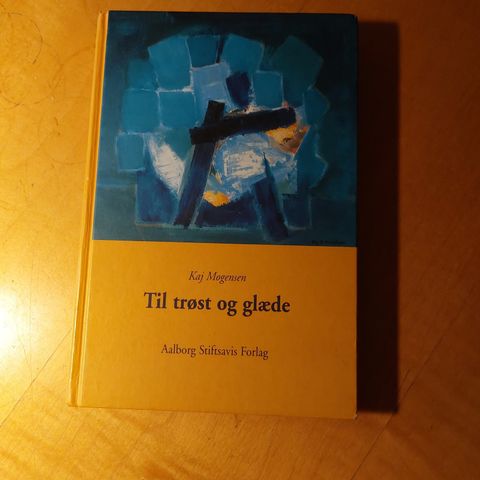 Kaj Mogensen
Til trøst og glæde
Aalborg Stiftsavis Forlag